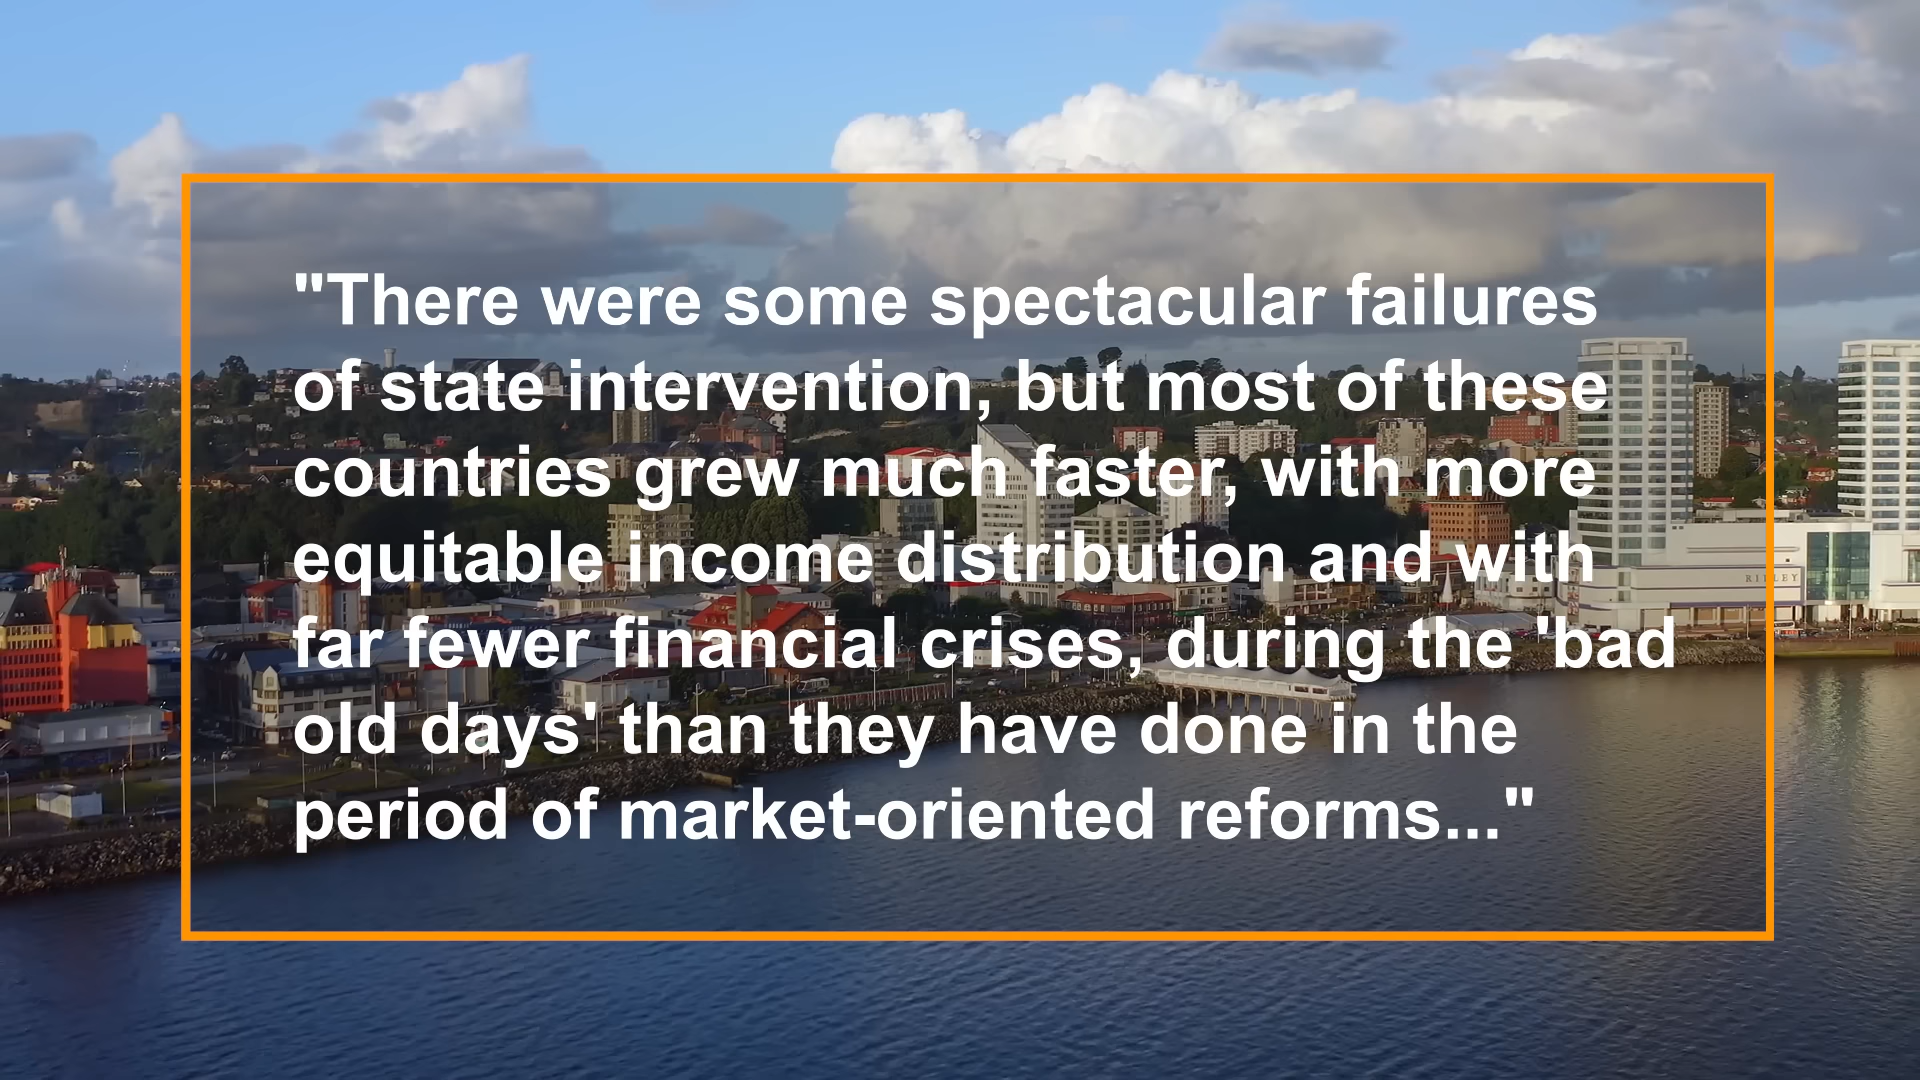 "There were some spectacular failures
of state intervention, but most of these
countries grew much faster, with more
equitable income distribution and with
far fewer financial crises, during the 'bad
old days' than they have done in the
period of market-oriented reforms..."
RIPLEY